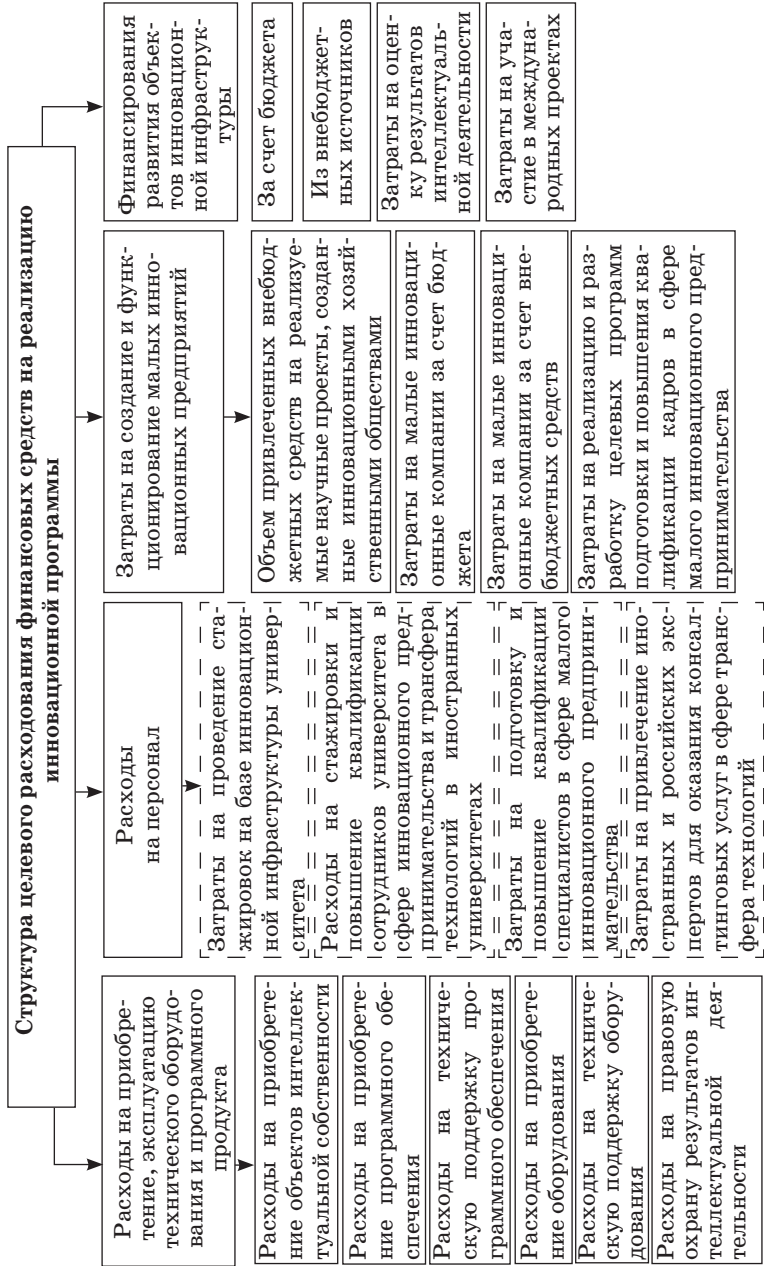 Структура целевого расходования финансовых средств на реализацию
инновационной программы
Расходы на приобре-
тение, эксплуатацию
технического оборудо-
вания и программного
продукта
Расходы на приобрете-
ние объектов интеллек-
туальной собственности
Расходы на приобрете-
ние программного обе-
спечения
Расходы на техниче-
скую поддержку про-
граммного обеспечения
Расходы на приобрете-
ние оборудования
Расходы на техниче-
скую поддержку обору-
дования
Расходы на правовую
охрану результатов ин-
теллектуальной дея-
тельности
Расходы
на персонал
Затраты на проведение ста-
жировок на базе инновацион-
ной инфраструктуры универ-
ситета
Расходы на стажировки и
повышение квалификации
сотрудников университета в
сфере инновационного пред-
принимательства и трансфера
технологий в иностранных
университетах
Затраты на подготовку и
повышение квалификации
специалистов в сфере малого
инновационного предприни-
мательства
Затраты на привлечение ино-
странных и российских экс-
пертов для оказания консал-
тинговых услуг в сфере транс-
фера технологий
Затраты на создание и функ-
ционирование малых инно-
вационных предприятий
Объем привлеченных внебюд-
жетных средств на реализуе-
мые научные проекты, создан-
ные инновационными хозяй-
ственными обществами
Затраты на малые инноваци-
онные компании за счет бюд-
жета
Затраты на малые инноваци-
онные компании за счет вне-
бюджетных средств
Затраты на реализацию и раз-
работку целевых программ
подготовки и повышения ква-
лификации кадров в сфере
малого инновационного пред-
принимательства
Финансирования
развития объек-
тов инновацион-
ной инфраструк-
туры
За счет бюджета
Из внебюджет-
ных источников
Затраты на оцен-
ку результатов
интеллектуаль-
ной деятельности
Затраты на уча-
стие в междуна-
родных проектах